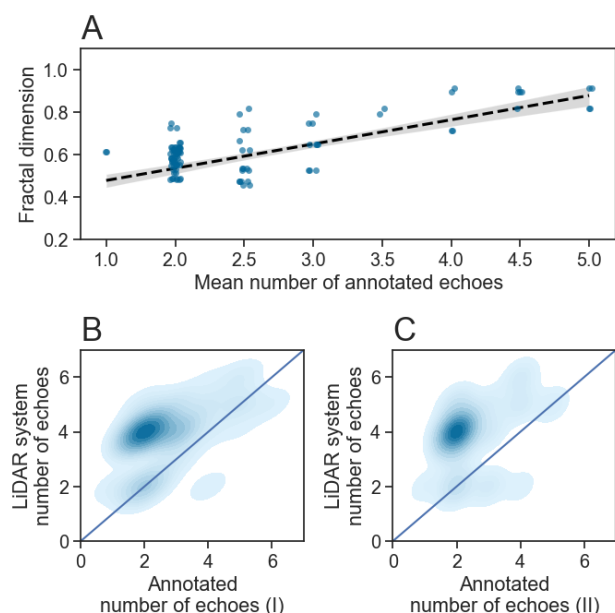 A
Fractal dimension
1.0
0.8
0.6
0.4
0.2
1.0 2.0 2.5 3.0 3.5 4.0 4.5 5.0
Mean number of annotated echoes
B
LiDAR system
number of echoes
6
4
2
0
0 2 4 6
Annotated
number of echoes (I)
C
LiDAR system
number of echoes
6
4
2
0
0 2 4 6
Annotated
number of echoes (II)